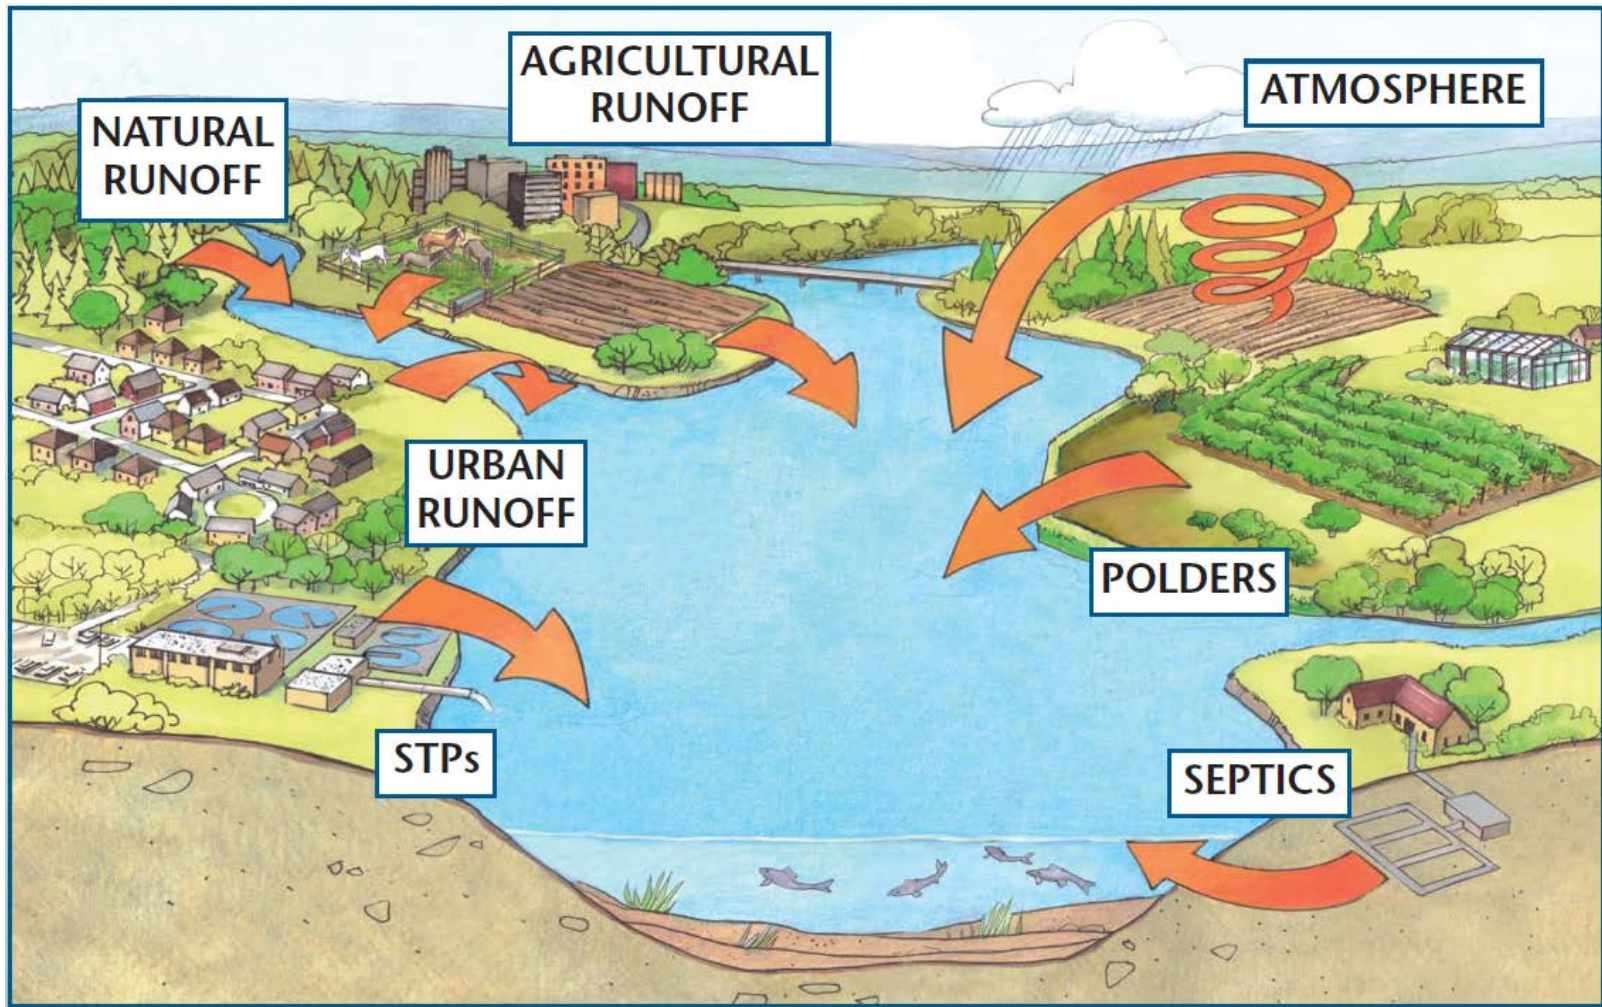 AGRICULTURAL
RUNOFF
ATMOSPHERE
NATURAL
RUNOFF
URBAN
RUNOFF
POLDERS
STPs
SEPTICS